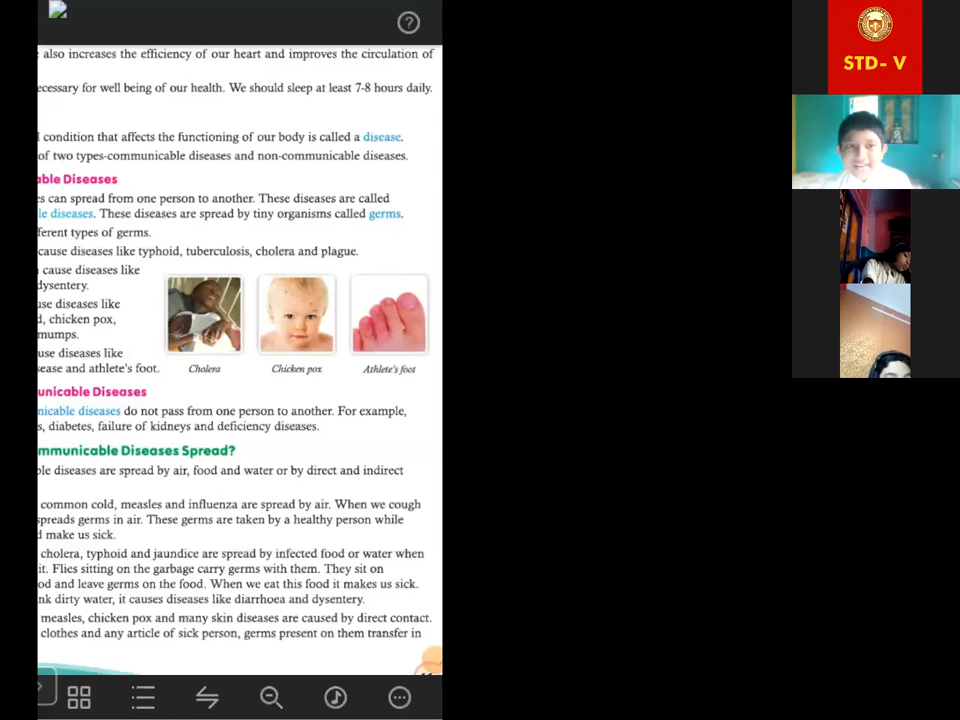 also increases the efficiency of our heart and improves the circulation of
ecessary for well being of our health. We should sleep at least 7-8 hours daily.
condition that affects the functioning of our body is called a disease.
of two types-communicable diseases and non-communicable diseases.
able Diseases
es can spread from one person to another. These diseases are called
le diseases. These diseases are spread by tiny organisms called germs.
ferent types of germs.
cause diseases like typhoid, tuberculosis, cholera and plague.
cause diseases like
dysentery.
use diseases like
d, chicken pox,
mumps.
use diseases like
sease and athlete's foot.
Cholera
Chicken pox
Athlete's foot
unicable Diseases
nicable diseases do not pass from one person to another. For example,
s, diabetes, failure of kidneys and deficiency diseases.
mmunicable Diseases Spread?
ble diseases are spread by air, food and water or by direct and indirect
common cold, measles and influenza are spread by air. When we cough
spreads germs in air. These germs are taken by a healthy person while
d make us sick.
cholera, typhoid and jaundice are spread by infected food or water when
it. Flies sitting on the garbage carry germs with them. They sit on
od and leave germs on the food. When we eat this food it makes us sick.
nk dirty water, it causes diseases like diarrhoea and dysentery.
measles, chicken pox and many skin diseases are caused by direct contact.
clothes and any article of sick person, germs present on them transfer in
STD- V